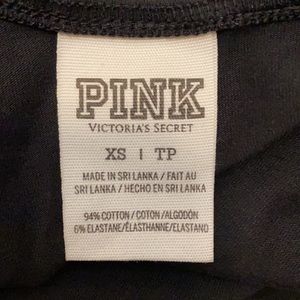 PINK
VICTORIA'S SECRET
XS | TP
MADE IN SRI LANKA / FAIT AU
SRI LANKA / HECHO EN SRI LANKA
94% COTTON / COTON / ALGODÓN
6% ELASTANE/ÉLASTHANNE/ELASTANO